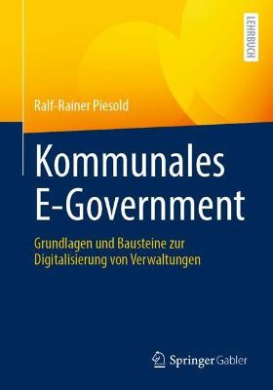 LEHRBUCH
Ralf-Rainer Piesold
Kommunales
E-Government
Grundlagen und Bausteine zur
Digitalisierung von Verwaltungen
Springer Gabler